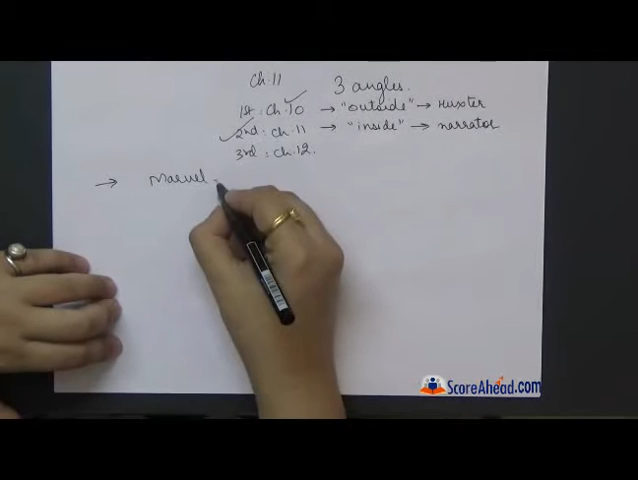 Ch.11
3 angles.
1st : Ch.10 → "outside" → Huxter
2nd : Ch.11 → "inside" → narrator
3rd : Ch.12.
→ Marvel -
ScoreAhead.com